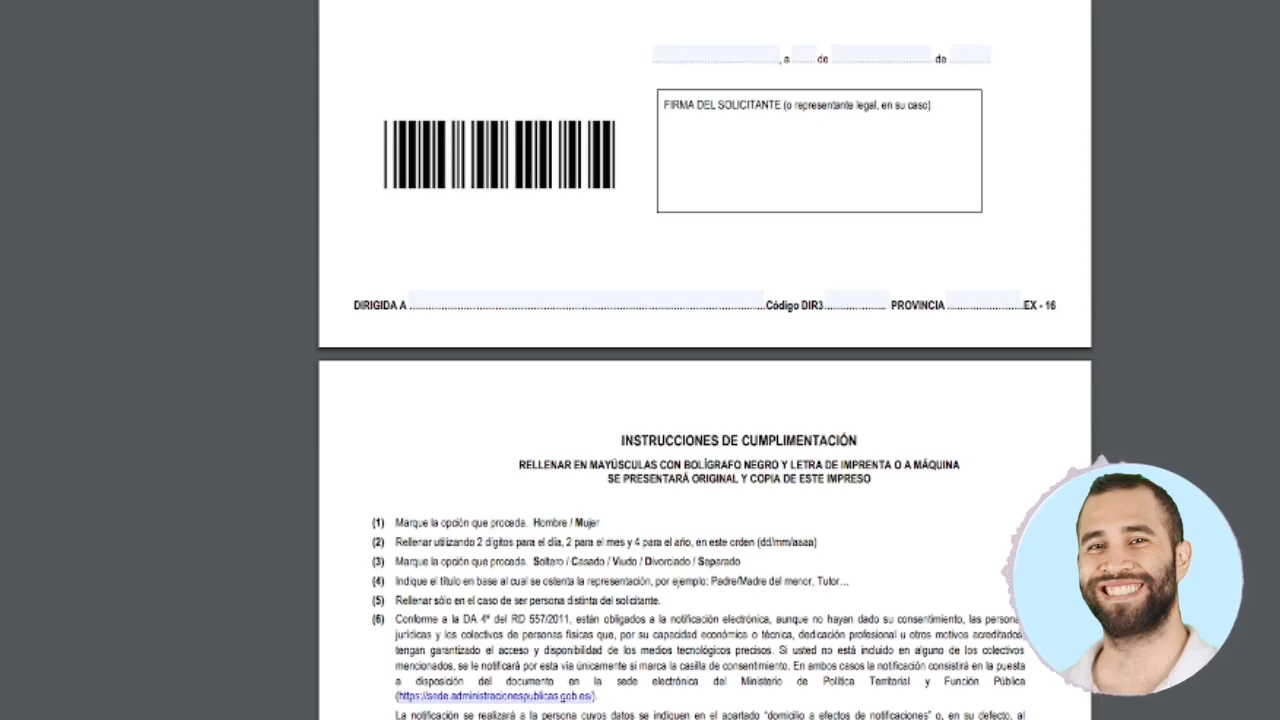 , a ...... de ...................... de .........
FIRMA DEL SOLICITANTE (o representante legal, en su caso)
DIRIGIDA A ..................................................Código DIR3.............. PROVINCIA .................EX - 16
INSTRUCCIONES DE CUMPLIMENTACIÓN
RELLENAR EN MAYÚSCULAS CON BOLÍGRAFO NEGRO Y LETRA DE IMPRENTA O A MÁQUINA
SE PRESENTARÁ ORIGINAL Y COPIA DE ESTE IMPRESO
(1) Marque la opción que proceda. Hombre / Mujer
(2) Rellenar utilizando 2 dígitos para el día, 2 para el mes y 4 para el año, en este orden (dd/mm/aaaa)
(3) Marque la opción que proceda. Soltero / Casado / Viudo / Divorciado / Separado
(4) Indique el título en base al cual se ostenta la representación, por ejemplo: Padre/Madre del menor, Tutor...
(5) Rellenar sólo en el caso de ser persona distinta del solicitante.
(6) Conforme a la DA 4ª del RD 557/2011, están obligados a la notificación electrónica, aunque no hayan dado su consentimiento, las
jurídicas y los colectivos de personas físicas que, por su capacidad económica o técnica, dedicación profesional u otros motivos acreditados,
tengan garantizado el acceso y disponibilidad de los medios tecnológicos precisos. Si usted no está incluido en alguno de los colectivos
mencionados, se le notificará por esta vía únicamente si marca la casilla de consentimiento. En ambos casos la notificación consistirá en la puesta
a disposición del documento en la sede electrónica del Ministerio de Política Territorial y Función Pública
(https://sede.administracionespublicas.gob.es/).
La notificación se realizará a la persona cuyos datos se indiquen en el apartado "domicilio a efectos de notificaciones" o, en su defecto, al